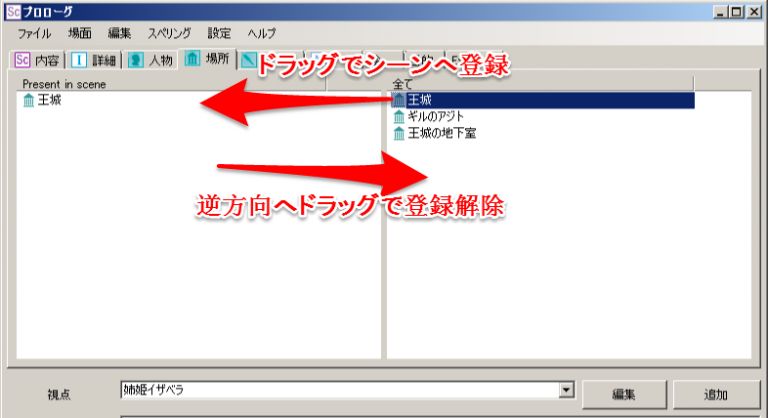 Sc プロローグ
ファイル 場面 編集 スペリング 設定 ヘルプ
Sc 内容 詳細 人物 場所
ドラッグでシーンへ登録
Present in scene 全て
王城 王城
ギルのアジト
王城の地下室
逆方向へドラッグで登録解除
視点 姉姫イザベラ 編集 追加